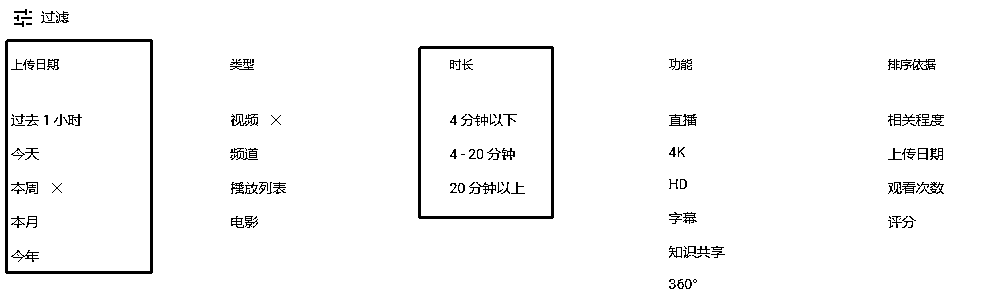 过滤
上传日期 类型 时长 功能 排序依据
过去 1 小时 视频 × 4 分钟以下 直播 相关程度
今天 频道 4 - 20 分钟 4K 上传日期
本周 × 播放列表 20 分钟以上 HD 观看次数
本月 电影 字幕 评分
今年 知识共享
360°